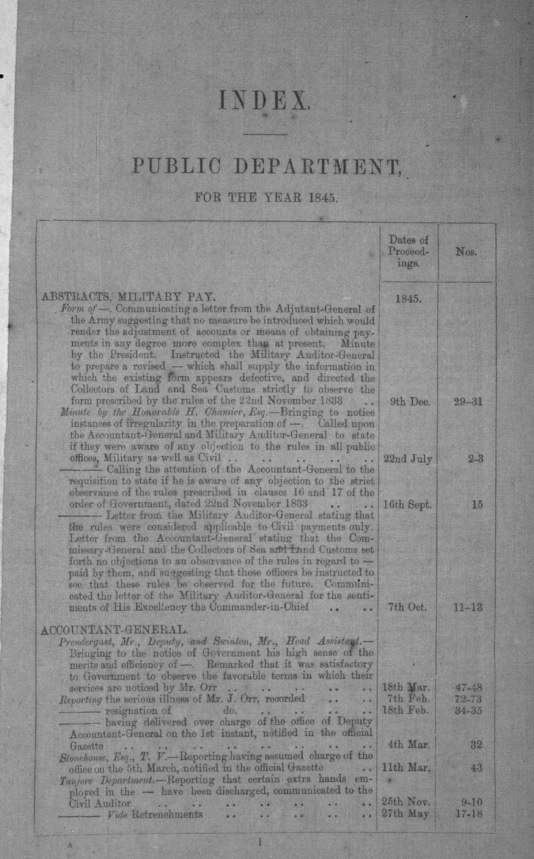 INDEX.
PUBLIC DEPARTMENT,
FOR THE YEAR 1845.
Dates of Proceed-ings.
Nos.
ABSTRACTS, MILITARY PAY.
1845.
Form of —. Communicating a letter from the Adjutant-General of
the Army suggesting that no measure be introduced which would
render the adjustment of accounts or means of obtaining pay-
ments in any degree more complex than at present. Minute
by the President. Instructed the Military Auditor-General
to prepare a revised — which shall supply the information in
which the existing form appears defective, and directed the
Collectors of Land and Sea Customs strictly to observe the
form prescribed by the rules of the 22nd November 1833 .. 9th Dec. 29–31
Minute by the Honorable H. Chamier, Esq.—Bringing to notice
instances of irregularity in the preparation of —. Called upon
the Accountant-General and Military Auditor-General to state
if they were aware of any objection to the rules in all public
offices, Military as well as Civil .. .. .. .. .. 22nd July 2–3
——— Calling the attention of the Accountant-General to the
requisition to state if he is aware of any objection to the strict
observance of the rules prescribed in clauses 16 and 17 of the
order of Government, dated 22nd November 1833 .. .. 16th Sept. 15
——— Letter from the Military Auditor-General stating that
the rules were considered applicable to Civil payments only.
Letter from the Accountant-General stating that the Com-
missary-General and the Collectors of Sea and Land Customs set
forth no objections to an observance of the rules in regard to —
paid by them, and suggesting that these officers be instructed to
see that these rules be observed for the future. Communi-
cated the letter of the Military Auditor-General for the senti-
ments of His Excellency the Commander-in-Chief .. .. 7th Oct. 11–13
ACCOUNTANT-GENERAL.
Prendergast, Mr., Deputy, and Swinton, Mr., Head Assistant.—
Bringing to the notice of Government his high sense of the
merits and efficiency of —. Remarked that it was satisfactory
to Government to observe the favorable terms in which their
services are noticed by Mr. Orr .. .. .. .. .. 18th Mar. 47–48
Reporting the serious illness of Mr. J. Orr, recorded .. .. 7th Feb. 72–73
——— resignation of do. .. .. .. .. 18th Feb. 34–35
——— having delivered over charge of the office of Deputy
Accountant-General on the 1st instant, notified in the official
Gazette .. .. .. .. .. .. .. .. 4th Mar. 32
Stonehouse, Esq., T. V.—Reporting having assumed charge of the
office on the 5th March, notified in the official Gazette .. 11th Mar. 43
Tanjore Department.—Reporting that certain extra hands em-
ployed in the — have been discharged, communicated to the
Civil Auditor .. .. .. .. .. .. .. 25th Nov. 9–10
——— Vide Retrenchments .. .. .. .. .. 27th May 17–18
A
1